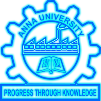 ANNA UNIVERSITY
PROGRESS THROUGH KNOWLEDGE